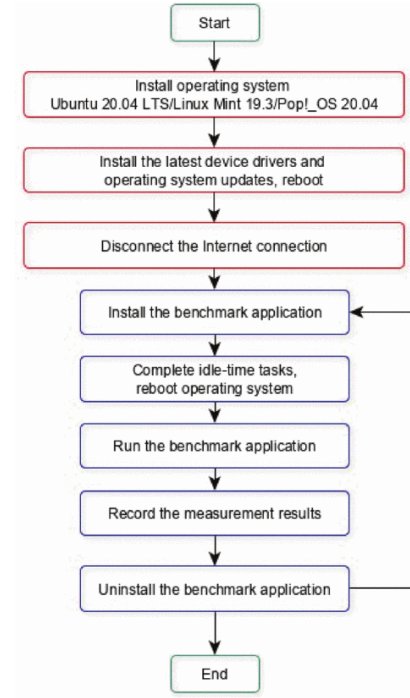 Start
Install operating system
Ubuntu 20.04 LTS/Linux Mint 19.3/Pop!_OS 20.04
Install the latest device drivers and
operating system updates, reboot
Disconnect the Internet connection
Install the benchmark application
Complete idle-time tasks,
reboot operating system
Run the benchmark application
Record the measurement results
Uninstall the benchmark application
End